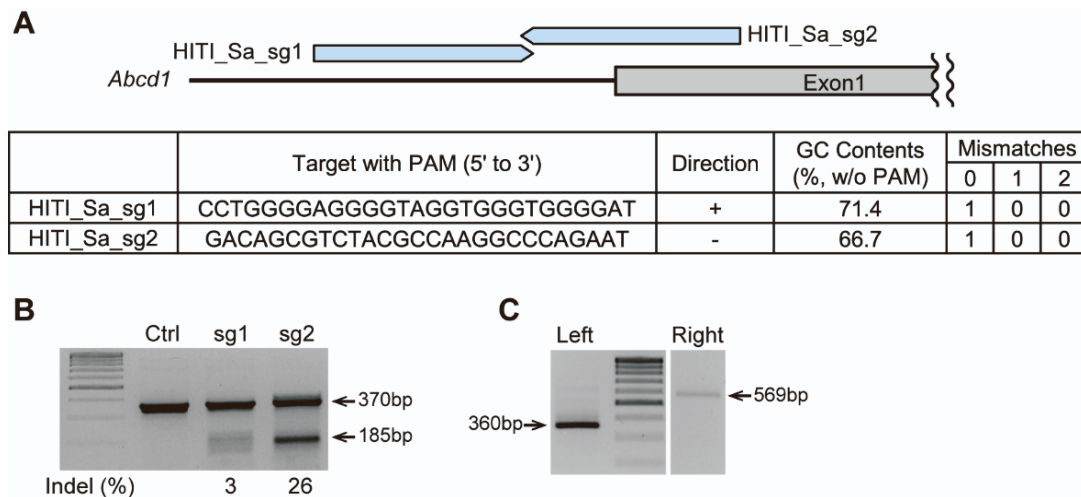 A
HITI_Sa_sg1
HITI_Sa_sg2
Abcd1
Exon1
Target with PAM (5' to 3')
Direction
GC Contents
(%, w/o PAM)
Mismatches
0 1 2
HITI_Sa_sg1 CCTGGGGAGGGGTAGGTGGGTGGGGAT + 71.4 1 0 0
HITI_Sa_sg2 GACAGCGTCTACGCCAAGGCCCAGAAT - 66.7 1 0 0
B
Ctrl sg1 sg2
370bp
185bp
Indel (%) 3 26
C
Left Right
360bp
569bp